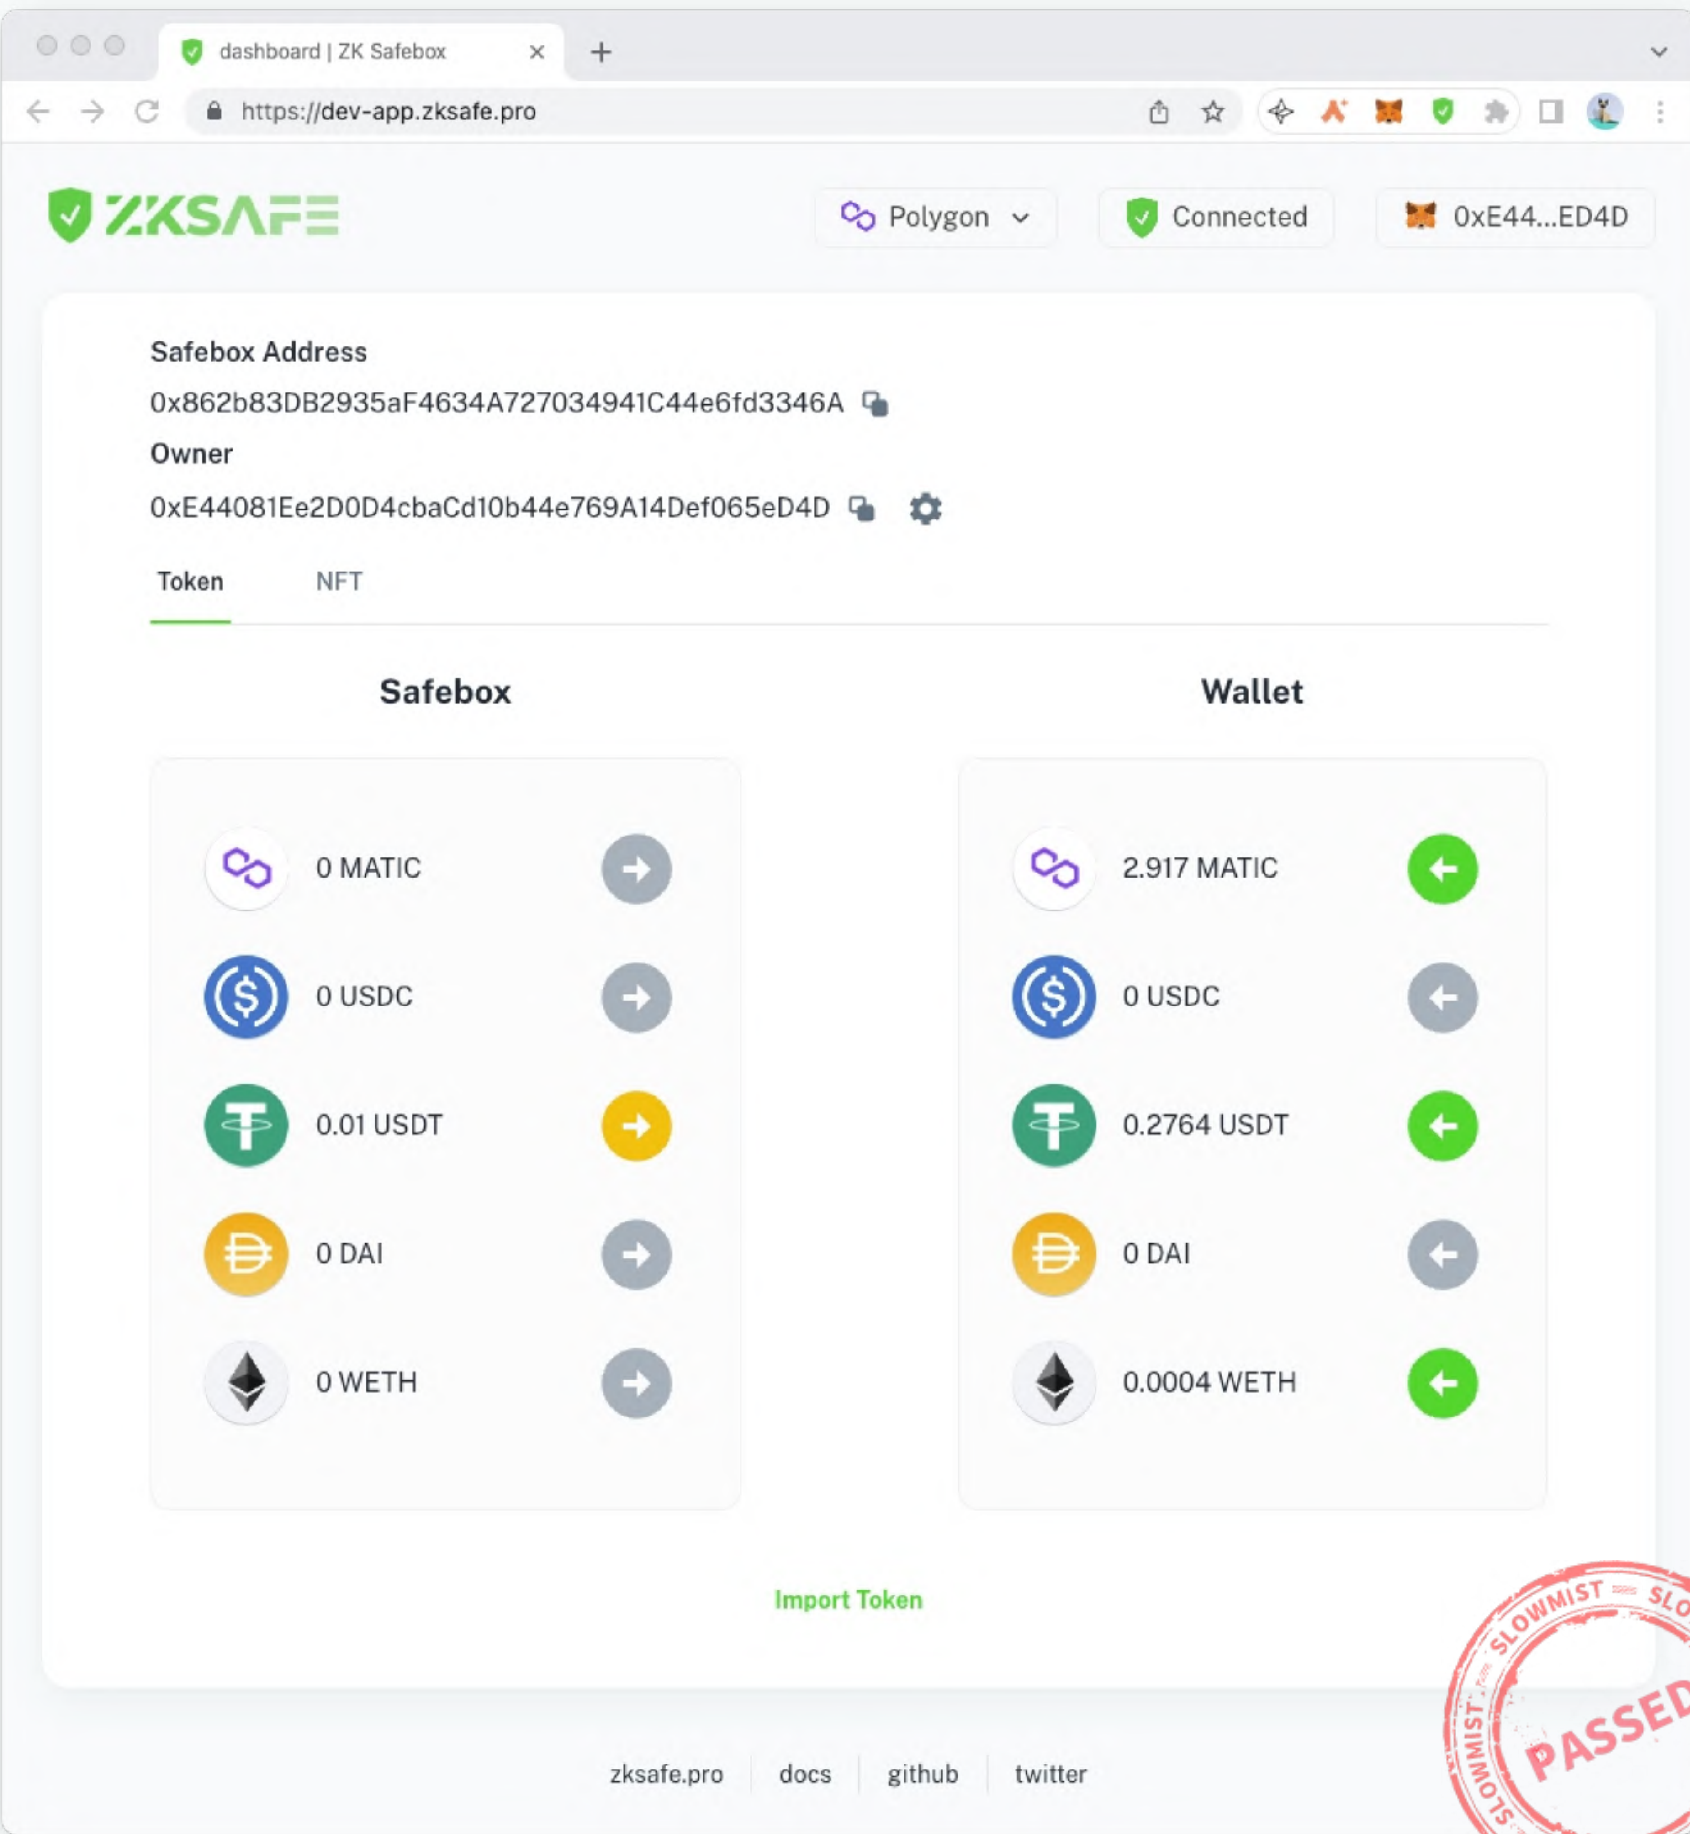 dashboard | ZK Safebox
https://dev-app.zksafe.pro
ZKSAFE
Polygon
Connected
0xE44...ED4D
Safebox Address
0x862b83DB2935aF4634A727034941C44e6fd3346A
Owner
0xE44081Ee2D0D4cbaCd10b44e769A14Def065eD4D
Token
NFT
Safebox
Wallet
0 MATIC
2.917 MATIC
0 USDC
0 USDC
0.01 USDT
0.2764 USDT
0 DAI
0 DAI
0 WETH
0.0004 WETH
Import Token
SLOWMIST
SLOWMIST
PASSED
zksafe.pro
docs
github
twitter